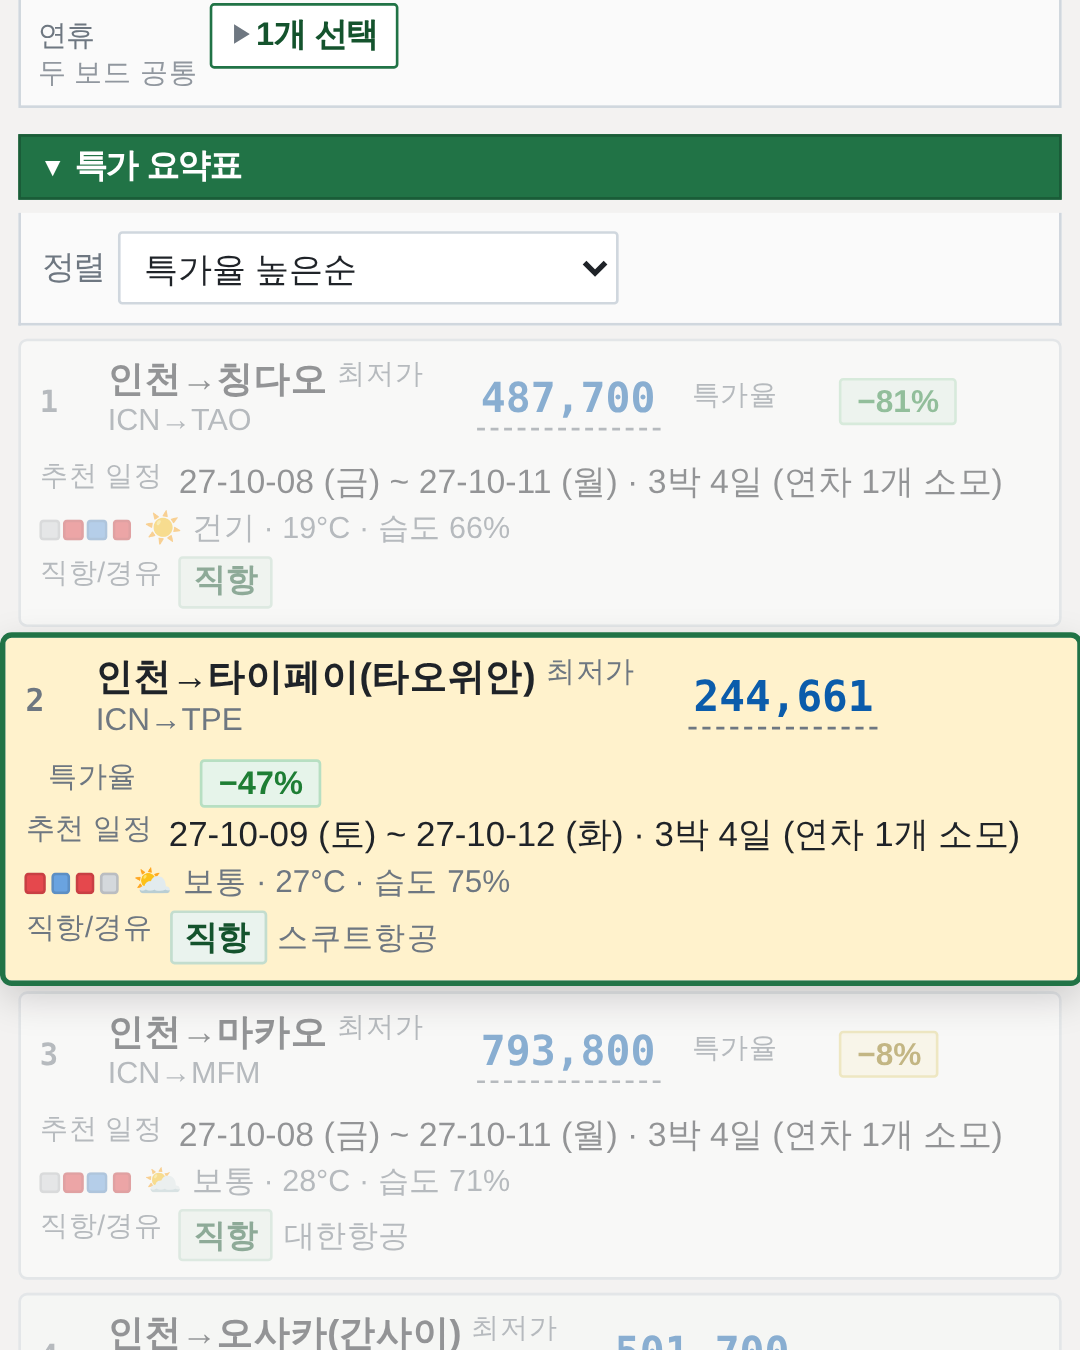 연휴
두 보드 공통
▶ 1개 선택
▼ 특가 요약표
정렬 특가율 높은순
1 인천→칭다오 최저가 487,700 특가율 −81%
ICN→TAO
추천 일정 27-10-08 (금) ~ 27-10-11 (월) · 3박 4일 (연차 1개 소모)
건기 · 19°C · 습도 66%
직항/경유 직항
2 인천→타이페이(타오위안) 최저가 244,661
ICN→TPE
특가율 −47%
추천 일정 27-10-09 (토) ~ 27-10-12 (화) · 3박 4일 (연차 1개 소모)
보통 · 27°C · 습도 75%
직항/경유 직항 스쿠트항공
3 인천→마카오 최저가 793,800 특가율 −8%
ICN→MFM
추천 일정 27-10-08 (금) ~ 27-10-11 (월) · 3박 4일 (연차 1개 소모)
보통 · 28°C · 습도 71%
직항/경유 직항 대한항공
인천→오사카(간사이) 최저가 501,700